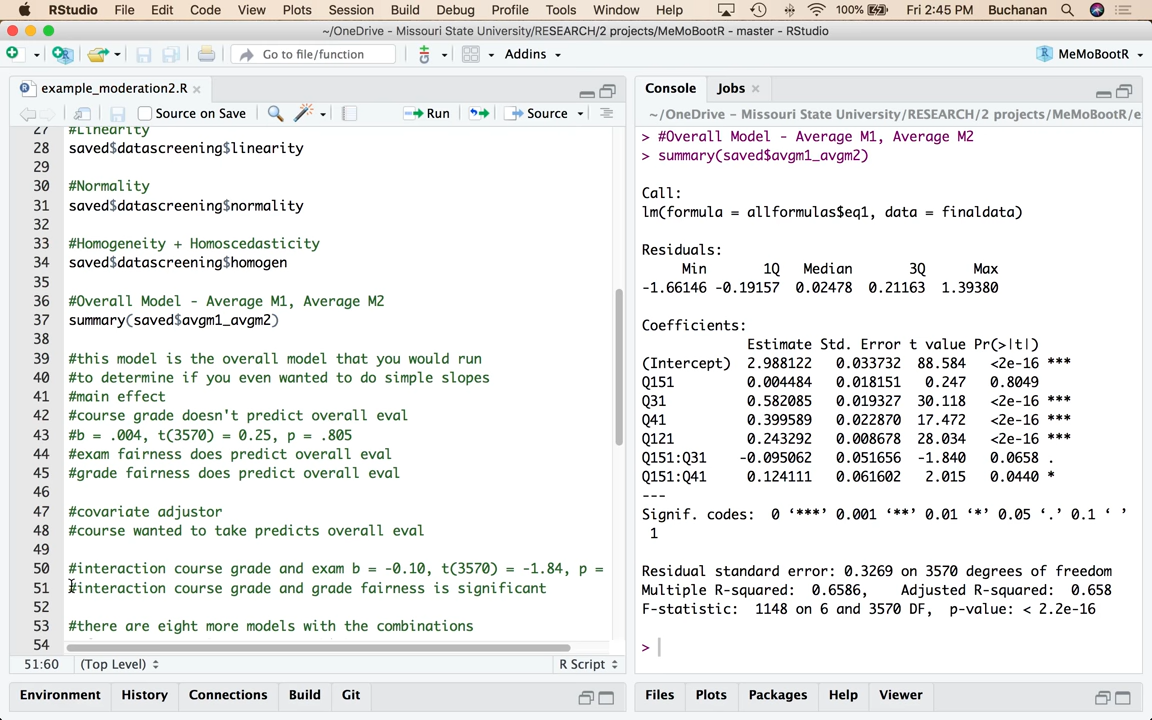 RStudio File Edit Code View Plots Session Build Debug Profile Tools Window Help 100% Fri 2:45 PM Buchanan
~/OneDrive - Missouri State University/RESEARCH/2 projects/MeMoBootR - master - RStudio
Go to file/function Addins MeMoBootR
example_moderation2.R
Source on Save Run Source
27 #Linearity
28 saved$datascreening$linearity
29
30 #Normality
31 saved$datascreening$normality
32
33 #Homogeneity + Homoscedasticity
34 saved$datascreening$homogen
35
36 #Overall Model - Average M1, Average M2
37 summary(saved$avgm1_avgm2)
38
39 #this model is the overall model that you would run
40 #to determine if you even wanted to do simple slopes
41 #main effect
42 #course grade doesn't predict overall eval
43 #b = .004, t(3570) = 0.25, p = .805
44 #exam fairness does predict overall eval
45 #grade fairness does predict overall eval
46
47 #covariate adjustor
48 #course wanted to take predicts overall eval
49
50 #interaction course grade and exam b = -0.10, t(3570) = -1.84, p =
51 #interaction course grade and grade fairness is significant
52
53 #there are eight more models with the combinations
54
51:60 (Top Level) R Script
Environment History Connections Build Git
Console Jobs
~/OneDrive - Missouri State University/RESEARCH/2 projects/MeMoBootR/e
> #Overall Model - Average M1, Average M2
> summary(saved$avgm1_avgm2)
Call:
lm(formula = allformulas$eq1, data = finaldata)
Residuals:
Min 1Q Median 3Q Max
-1.66146 -0.19157 0.02478 0.21163 1.39380
Coefficients:
Estimate Std. Error t value Pr(>|t|)
(Intercept) 2.988122 0.033732 88.584 <2e-16 ***
Q151 0.004484 0.018151 0.247 0.8049
Q31 0.582085 0.019327 30.118 <2e-16 ***
Q41 0.399589 0.022870 17.472 <2e-16 ***
Q121 0.243292 0.008678 28.034 <2e-16 ***
Q151:Q31 -0.095062 0.051656 -1.840 0.0658 .
Q151:Q41 0.124111 0.061602 2.015 0.0440 *
---
Signif. codes: 0 ‘***’ 0.001 ‘**’ 0.01 ‘*’ 0.05 ‘.’ 0.1 ‘ ’
1
Residual standard error: 0.3269 on 3570 degrees of freedom
Multiple R-squared: 0.6586, Adjusted R-squared: 0.658
F-statistic: 1148 on 6 and 3570 DF, p-value: < 2.2e-16
>
Files Plots Packages Help Viewer